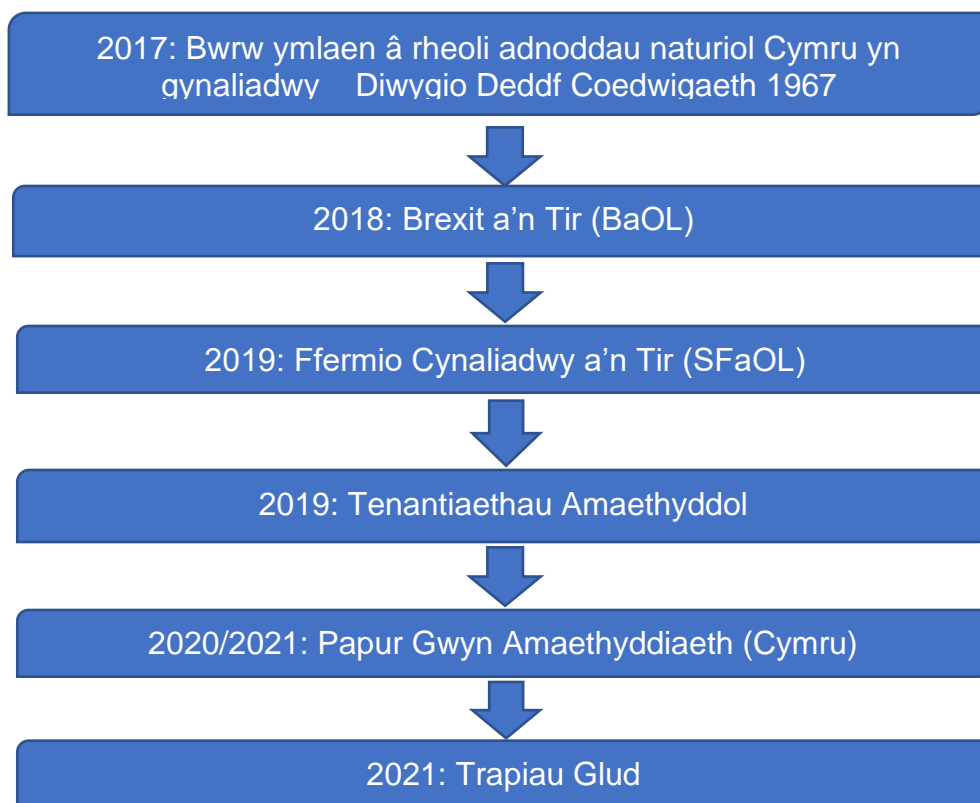 2017: Bwrw ymlaen â rheoli adnoddau naturiol Cymru yn
gynaliadwy Diwygio Deddf Coedwigaeth 1967
2018: Brexit a’n Tir (BaOL)
2019: Ffermio Cynaliadwy a’n Tir (SFaOL)
2019: Tenantiaethau Amaethyddol
2020/2021: Papur Gwyn Amaethyddiaeth (Cymru)
2021: Trapiau Glud